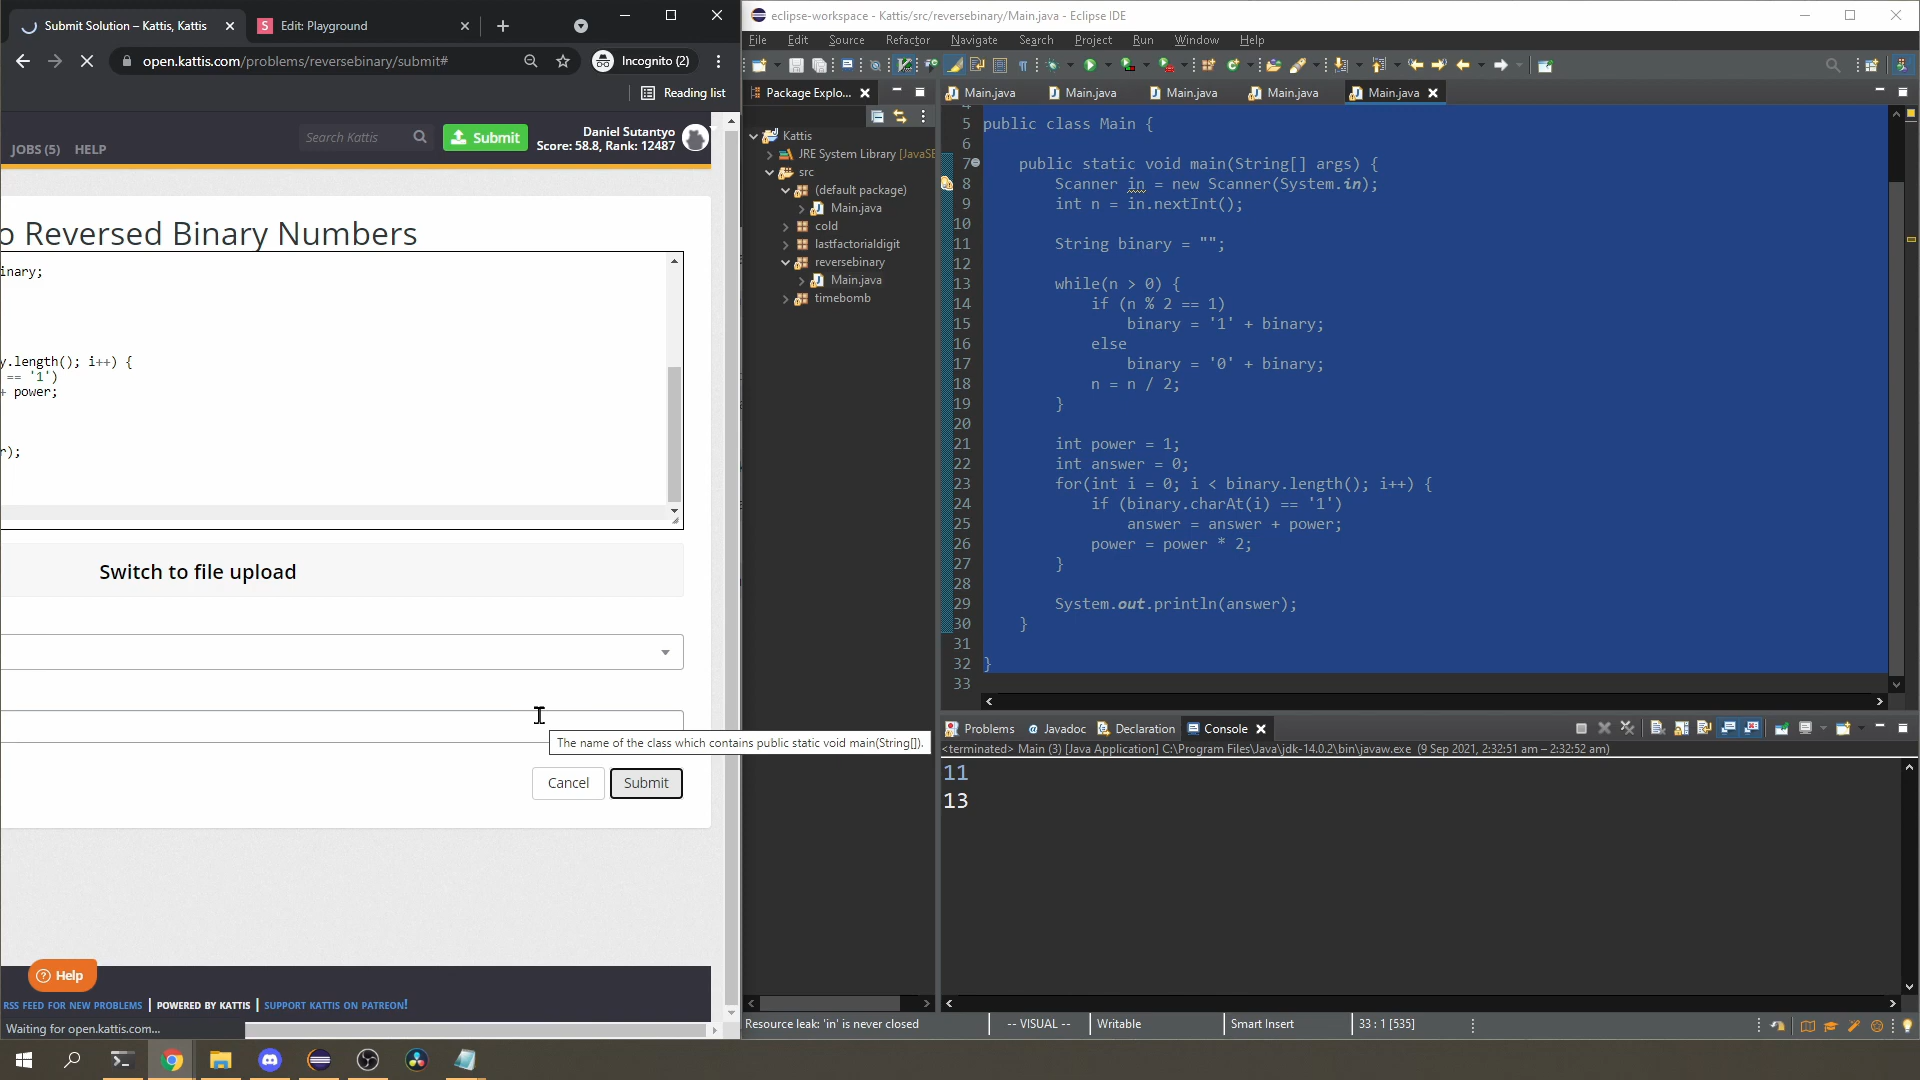 Submit Solution – Kattis, Kattis
Edit: Playground
open.kattis.com/problems/reversebinary/submit#
Incognito (2)
Reading list
JOBS (5) HELP
Search Kattis
Submit
Daniel Sutantyo
Score: 58.8, Rank: 12487
o Reversed Binary Numbers
inary;
y.length(); i++) {
== '1')
+ power;
r);
Switch to file upload
The name of the class which contains public static void main(String[]).
Cancel
Submit
Help
RSS FEED FOR NEW PROBLEMS | POWERED BY KATTIS | SUPPORT KATTIS ON PATREON!
Waiting for open.kattis.com...
eclipse-workspace - Kattis/src/reversebinary/Main.java - Eclipse IDE
File Edit Source Refactor Navigate Search Project Run Window Help
Package Explo...
Kattis
JRE System Library [JavaSE
src
(default package)
Main.java
cold
lastfactorialdigit
reversebinary
Main.java
timebomb
Main.java Main.java Main.java Main.java Main.java
4
5 public class Main {
6
7 public static void main(String[] args) {
8 Scanner in = new Scanner(System.in);
9 int n = in.nextInt();
10
11 String binary = "";
12
13 while(n > 0) {
14 if (n % 2 == 1)
15 binary = '1' + binary;
16 else
17 binary = '0' + binary;
18 n = n / 2;
19 }
20
21 int power = 1;
22 int answer = 0;
23 for(int i = 0; i < binary.length(); i++) {
24 if (binary.charAt(i) == '1')
25 answer = answer + power;
26 power = power * 2;
27 }
28
29 System.out.println(answer);
30 }
31
32 }
33
Problems Javadoc Declaration Console
<terminated> Main (3) [Java Application] C:\Program Files\Java\jdk-14.0.2\bin\javaw.exe (9 Sep 2021, 2:32:51 am – 2:32:52 am)
11
13
Resource leak: 'in' is never closed
-- VISUAL --
Writable
Smart Insert
33 : 1 [535]